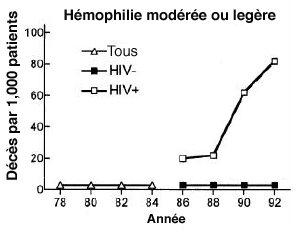 Hémophilie modérée ou legère
Décès par 1,000 patients
100
80
60
40
20
0
Tous
HIV-
HIV+
78 80 82 84 86 88 90 92
Année